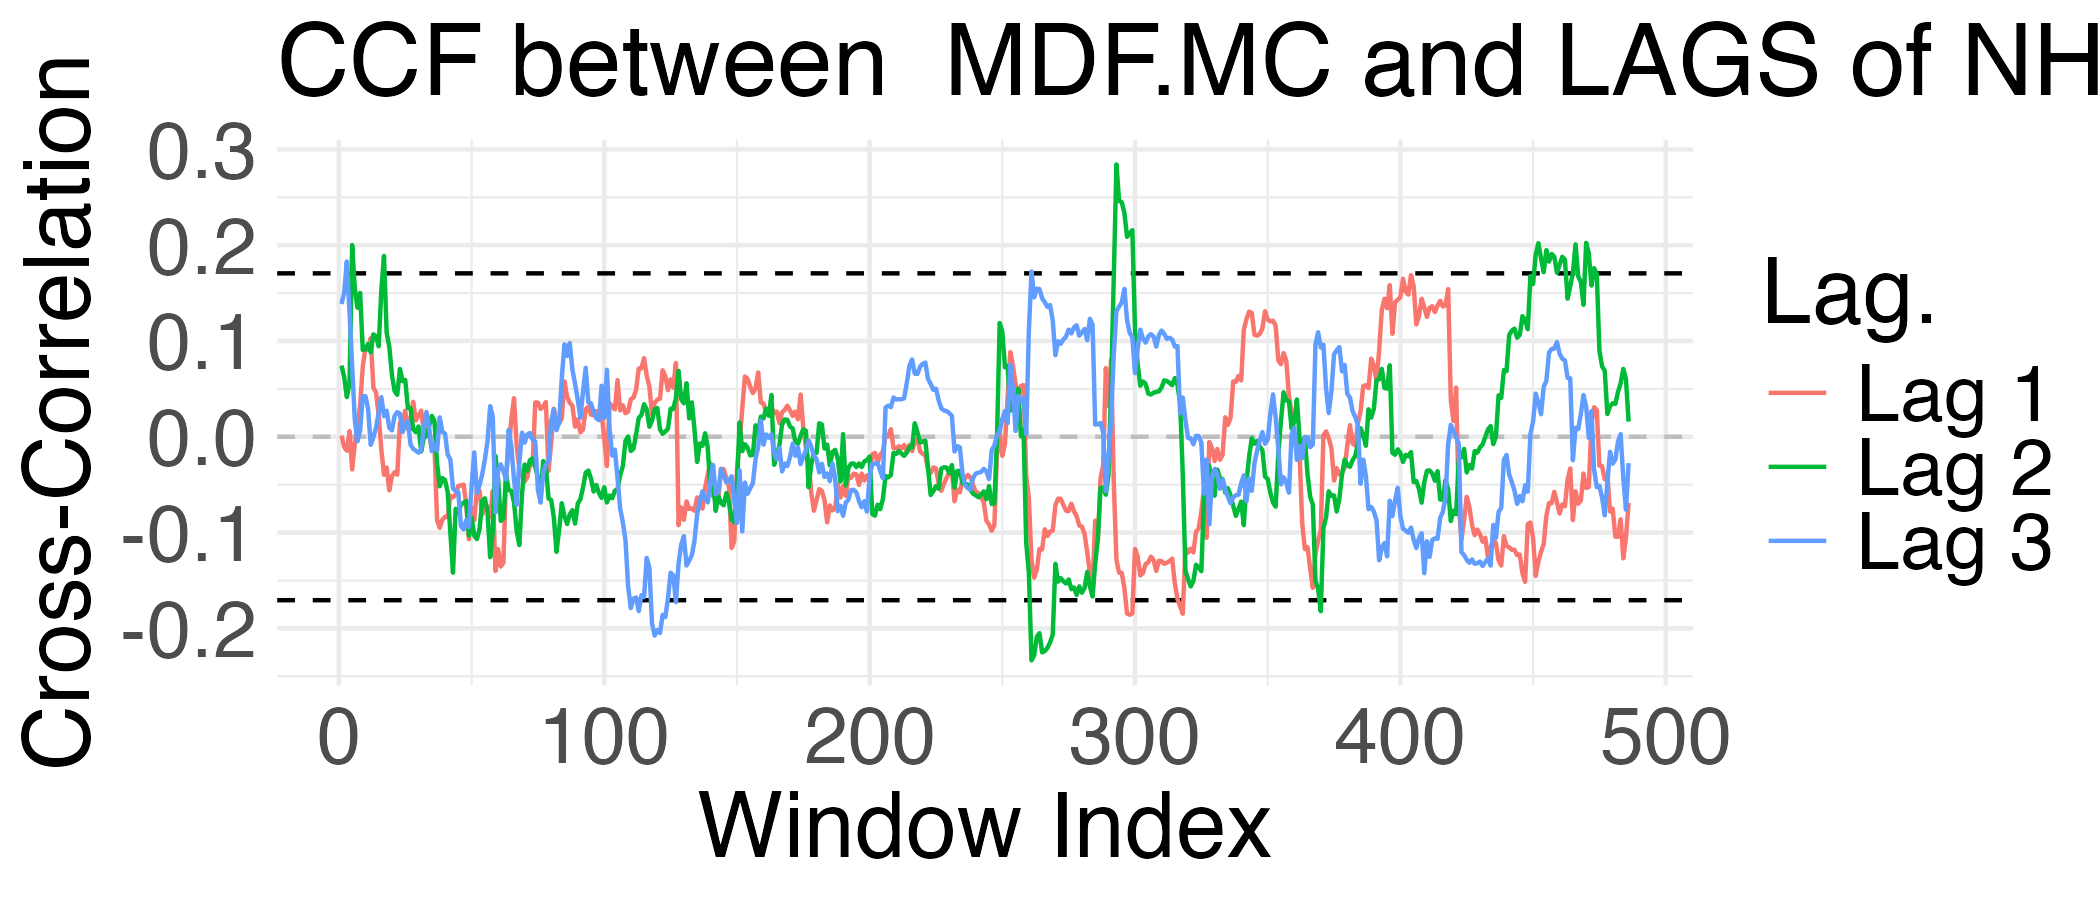 CCF between  MDF.MC and LAGS of NH
Cross-Correlation
0.3
0.2
0.1
0.0
-0.1
-0.2
0 100 200 300 400 500
Window Index
Lag.
Lag 1
Lag 2
Lag 3